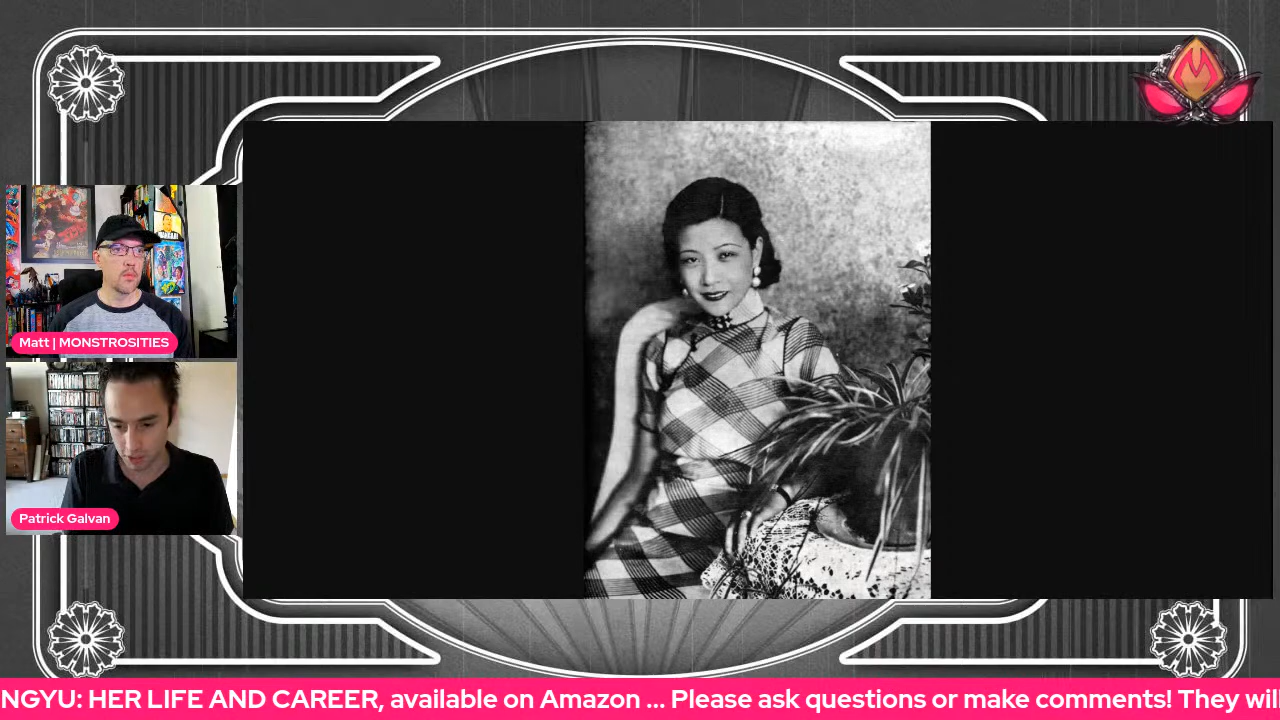 Matt | MONSTROSITIES
Patrick Galvan
NGYU: HER LIFE AND CAREER, available on Amazon ... Please ask questions or make comments! They will